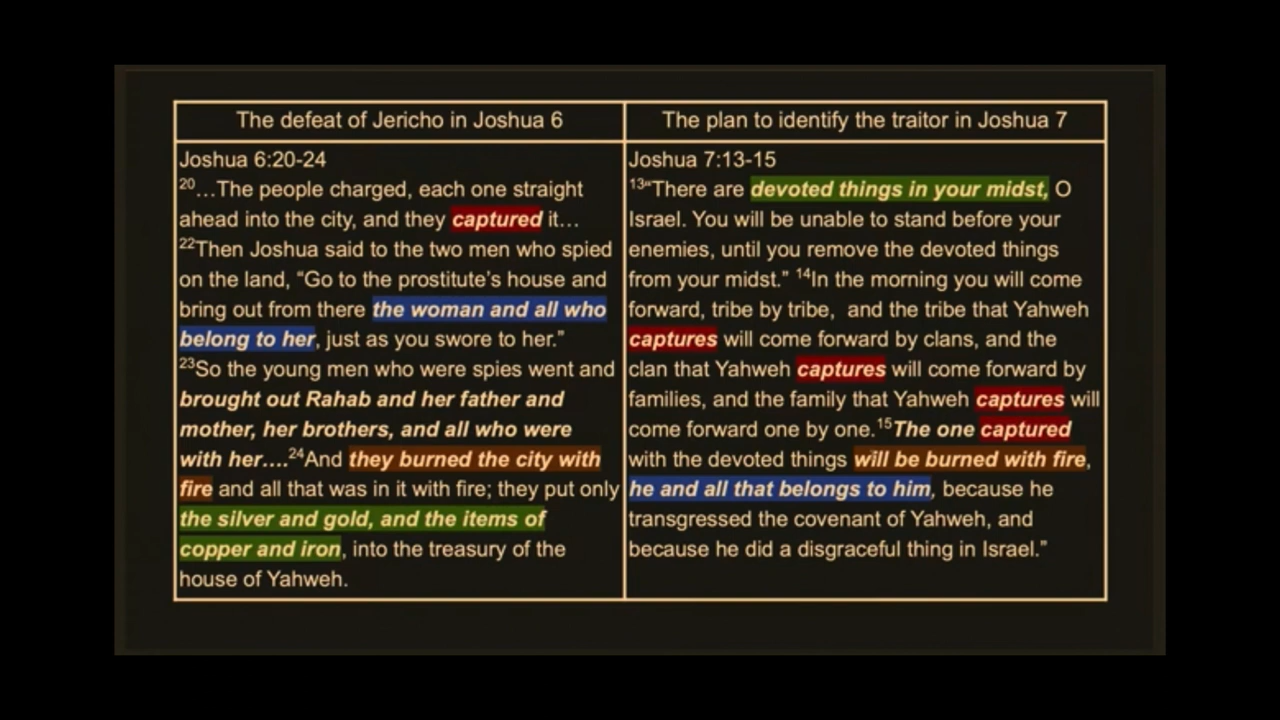 The defeat of Jericho in Joshua 6
Joshua 6:20-24
20…The people charged, each one straight
ahead into the city, and they captured it…
22Then Joshua said to the two men who spied
on the land, “Go to the prostitute’s house and
bring out from there the woman and all who
belong to her, just as you swore to her.”
23So the young men who were spies went and
brought out Rahab and her father and
mother, her brothers, and all who were
with her….24And they burned the city with
fire and all that was in it with fire; they put only
the silver and gold, and the items of
copper and iron, into the treasury of the
house of Yahweh.
The plan to identify the traitor in Joshua 7
Joshua 7:13-15
13“There are devoted things in your midst, O
Israel. You will be unable to stand before your
enemies, until you remove the devoted things
from your midst.” 14In the morning you will come
forward, tribe by tribe, and the tribe that Yahweh
captures will come forward by clans, and the
clan that Yahweh captures will come forward by
families, and the family that Yahweh captures will
come forward one by one.15The one captured
with the devoted things will be burned with fire,
he and all that belongs to him, because he
transgressed the covenant of Yahweh, and
because he did a disgraceful thing in Israel.”